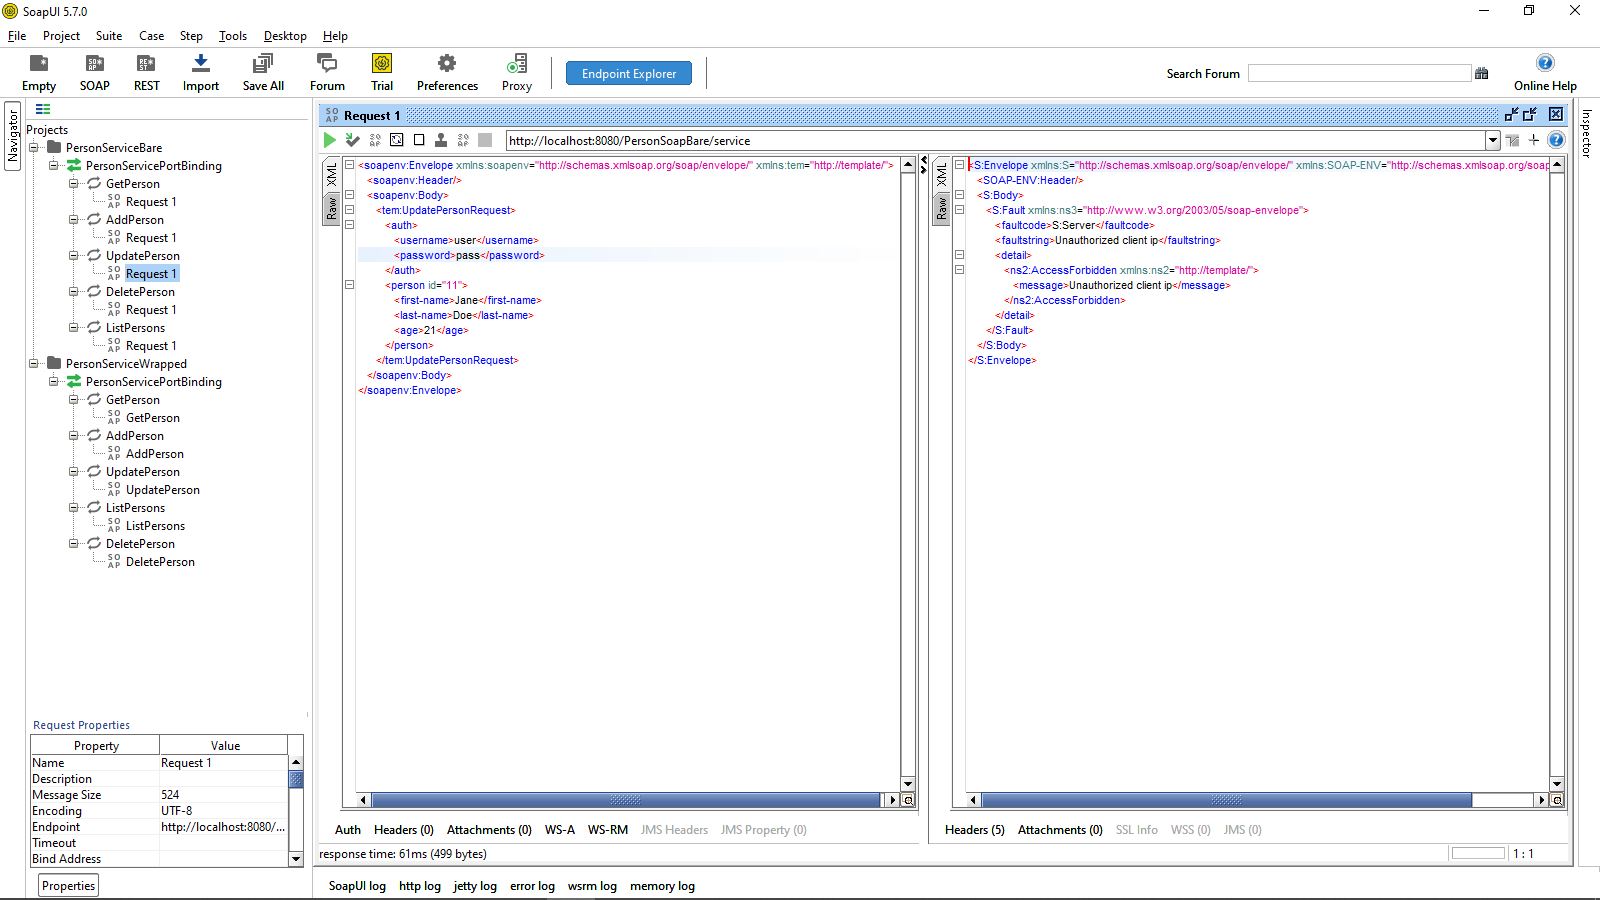 SoapUI 5.7.0
File Project Suite Case Step Tools Desktop Help
Empty SOAP REST Import Save All Forum Trial Preferences Proxy Endpoint Explorer Search Forum Online Help
Navigator
Projects
PersonServiceBare
PersonServicePortBinding
GetPerson
Request 1
AddPerson
Request 1
UpdatePerson
Request 1
DeletePerson
Request 1
ListPersons
Request 1
PersonServiceWrapped
PersonServicePortBinding
GetPerson
GetPerson
AddPerson
AddPerson
UpdatePerson
UpdatePerson
ListPersons
ListPersons
DeletePerson
DeletePerson
Request Properties
Property Value
Name Request 1
Description
Message Size 524
Encoding UTF-8
Endpoint http://localhost:8080/...
Timeout
Bind Address
Properties
Request 1
http://localhost:8080/PersonSoapBare/service
XML
Raw
<soapenv:Envelope xmlns:soapenv="http://schemas.xmlsoap.org/soap/envelope/" xmlns:tem="http://template/">
<soapenv:Header/>
<soapenv:Body>
<tem:UpdatePersonRequest>
<auth>
<username>user</username>
<password>pass</password>
</auth>
<person id="11">
<first-name>Jane</first-name>
<last-name>Doe</last-name>
<age>21</age>
</person>
</tem:UpdatePersonRequest>
</soapenv:Body>
</soapenv:Envelope>
Auth Headers (0) Attachments (0) WS-A WS-RM JMS Headers JMS Property (0)
XML
Raw
<S:Envelope xmlns:S="http://schemas.xmlsoap.org/soap/envelope/" xmlns:SOAP-ENV="http://schemas.xmlsoap.org/soap
<SOAP-ENV:Header/>
<S:Body>
<S:Fault xmlns:ns3="http://www.w3.org/2003/05/soap-envelope">
<faultcode>S:Server</faultcode>
<faultstring>Unauthorized client ip</faultstring>
<detail>
<ns2:AccessForbidden xmlns:ns2="http://template/">
<message>Unauthorized client ip</message>
</ns2:AccessForbidden>
</detail>
</S:Fault>
</S:Body>
</S:Envelope>
Headers (5) Attachments (0) SSL Info WSS (0) JMS (0)
response time: 61ms (499 bytes)
1 : 1
SoapUI log http log jetty log error log wsrm log memory log
Inspector